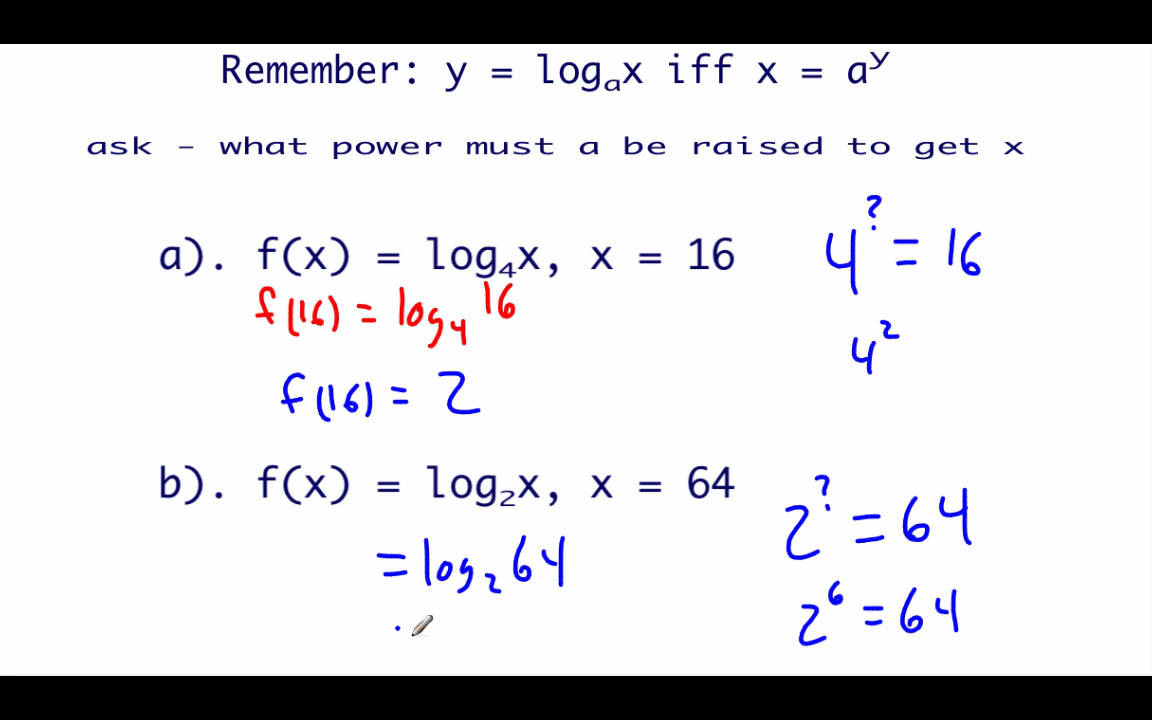 Remember: y = logₐx iff x = aʸ
ask – what power must a be raised to get x
a). f(x) = log₄x, x = 16
4^? = 16
f(16) = log₄ 16
4²
f(16) = 2
b). f(x) = log₂x, x = 64
2^? = 64
= log₂ 64
2⁶ = 64